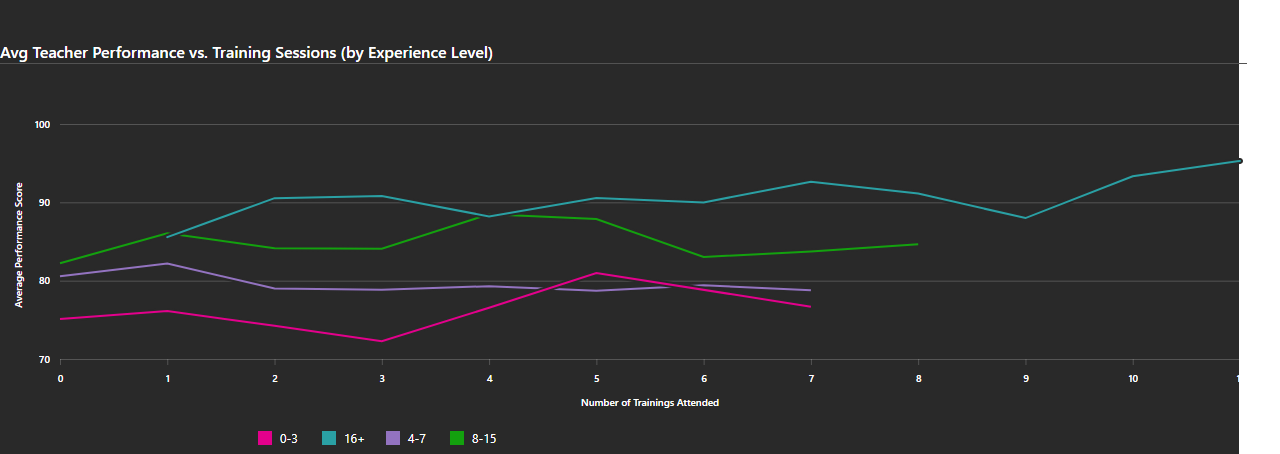 Avg Teacher Performance vs. Training Sessions (by Experience Level)
100
90
80
70
Average Performance Score
0 1 2 3 4 5 6 7 8 9 10
Number of Trainings Attended
0-3 16+ 4-7 8-15